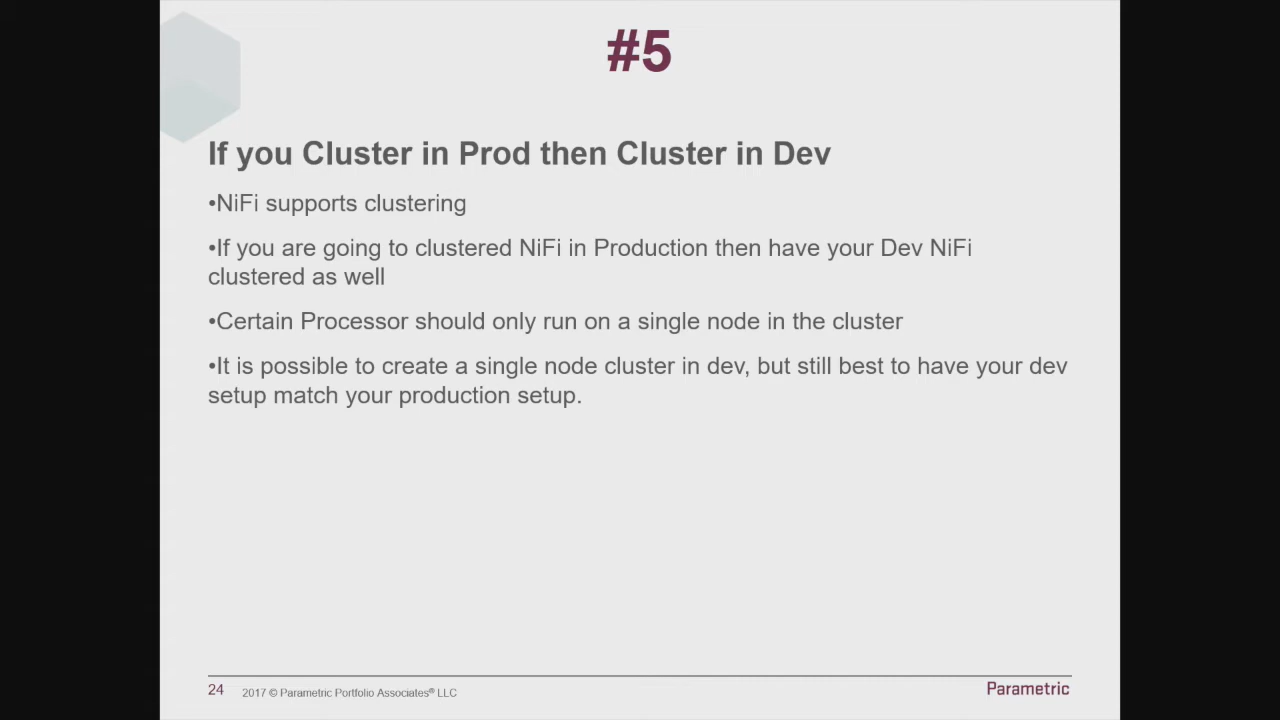 #5
If you Cluster in Prod then Cluster in Dev
•NiFi supports clustering
•If you are going to clustered NiFi in Production then have your Dev NiFi
clustered as well
•Certain Processor should only run on a single node in the cluster
•It is possible to create a single node cluster in dev, but still best to have your dev
setup match your production setup.
24 2017 © Parametric Portfolio Associates® LLC Parametric